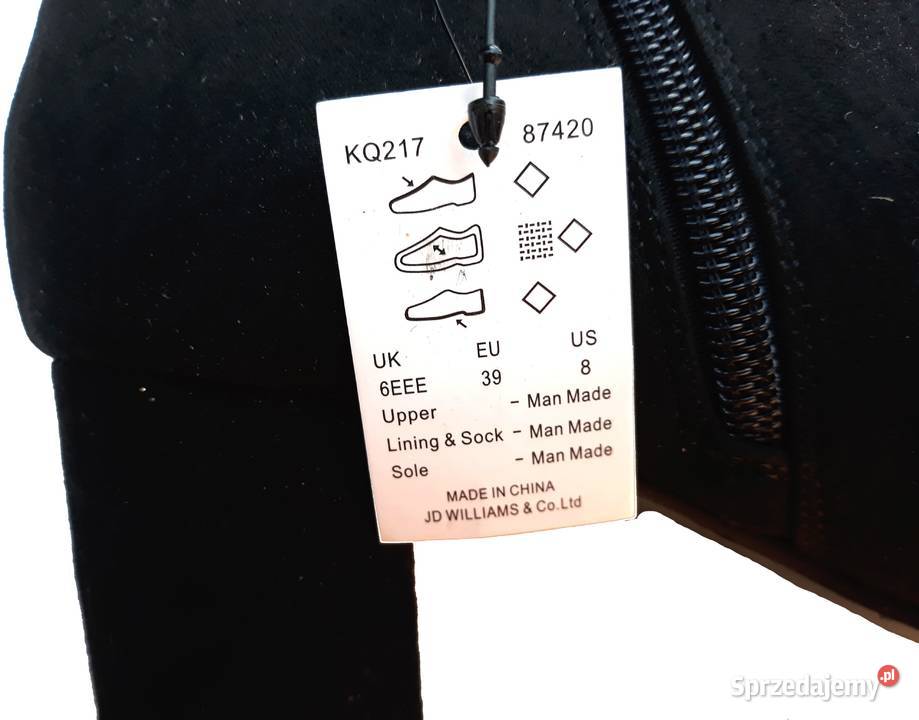 KQ217 87420
UK EU US
6EEE 39 8
Upper - Man Made
Lining & Sock - Man Made
Sole - Man Made
MADE IN CHINA
JD WILLIAMS & Co.Ltd
Sprzedajemy.pl